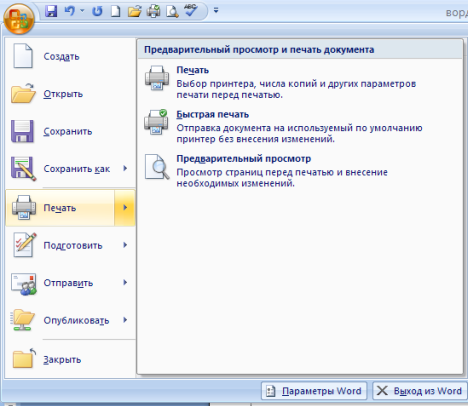 ворд
Создать
Открыть
Сохранить
Сохранить как
Печать
Подготовить
Отправить
Опубликовать
Закрыть
Предварительный просмотр и печать документа
Печать
Выбор принтера, числа копий и других параметров
печати перед печатью.
Быстрая печать
Отправка документа на используемый по умолчанию
принтер без внесения изменений.
Предварительный просмотр
Просмотр страниц перед печатью и внесение
необходимых изменений.
Параметры Word
Выход из Word